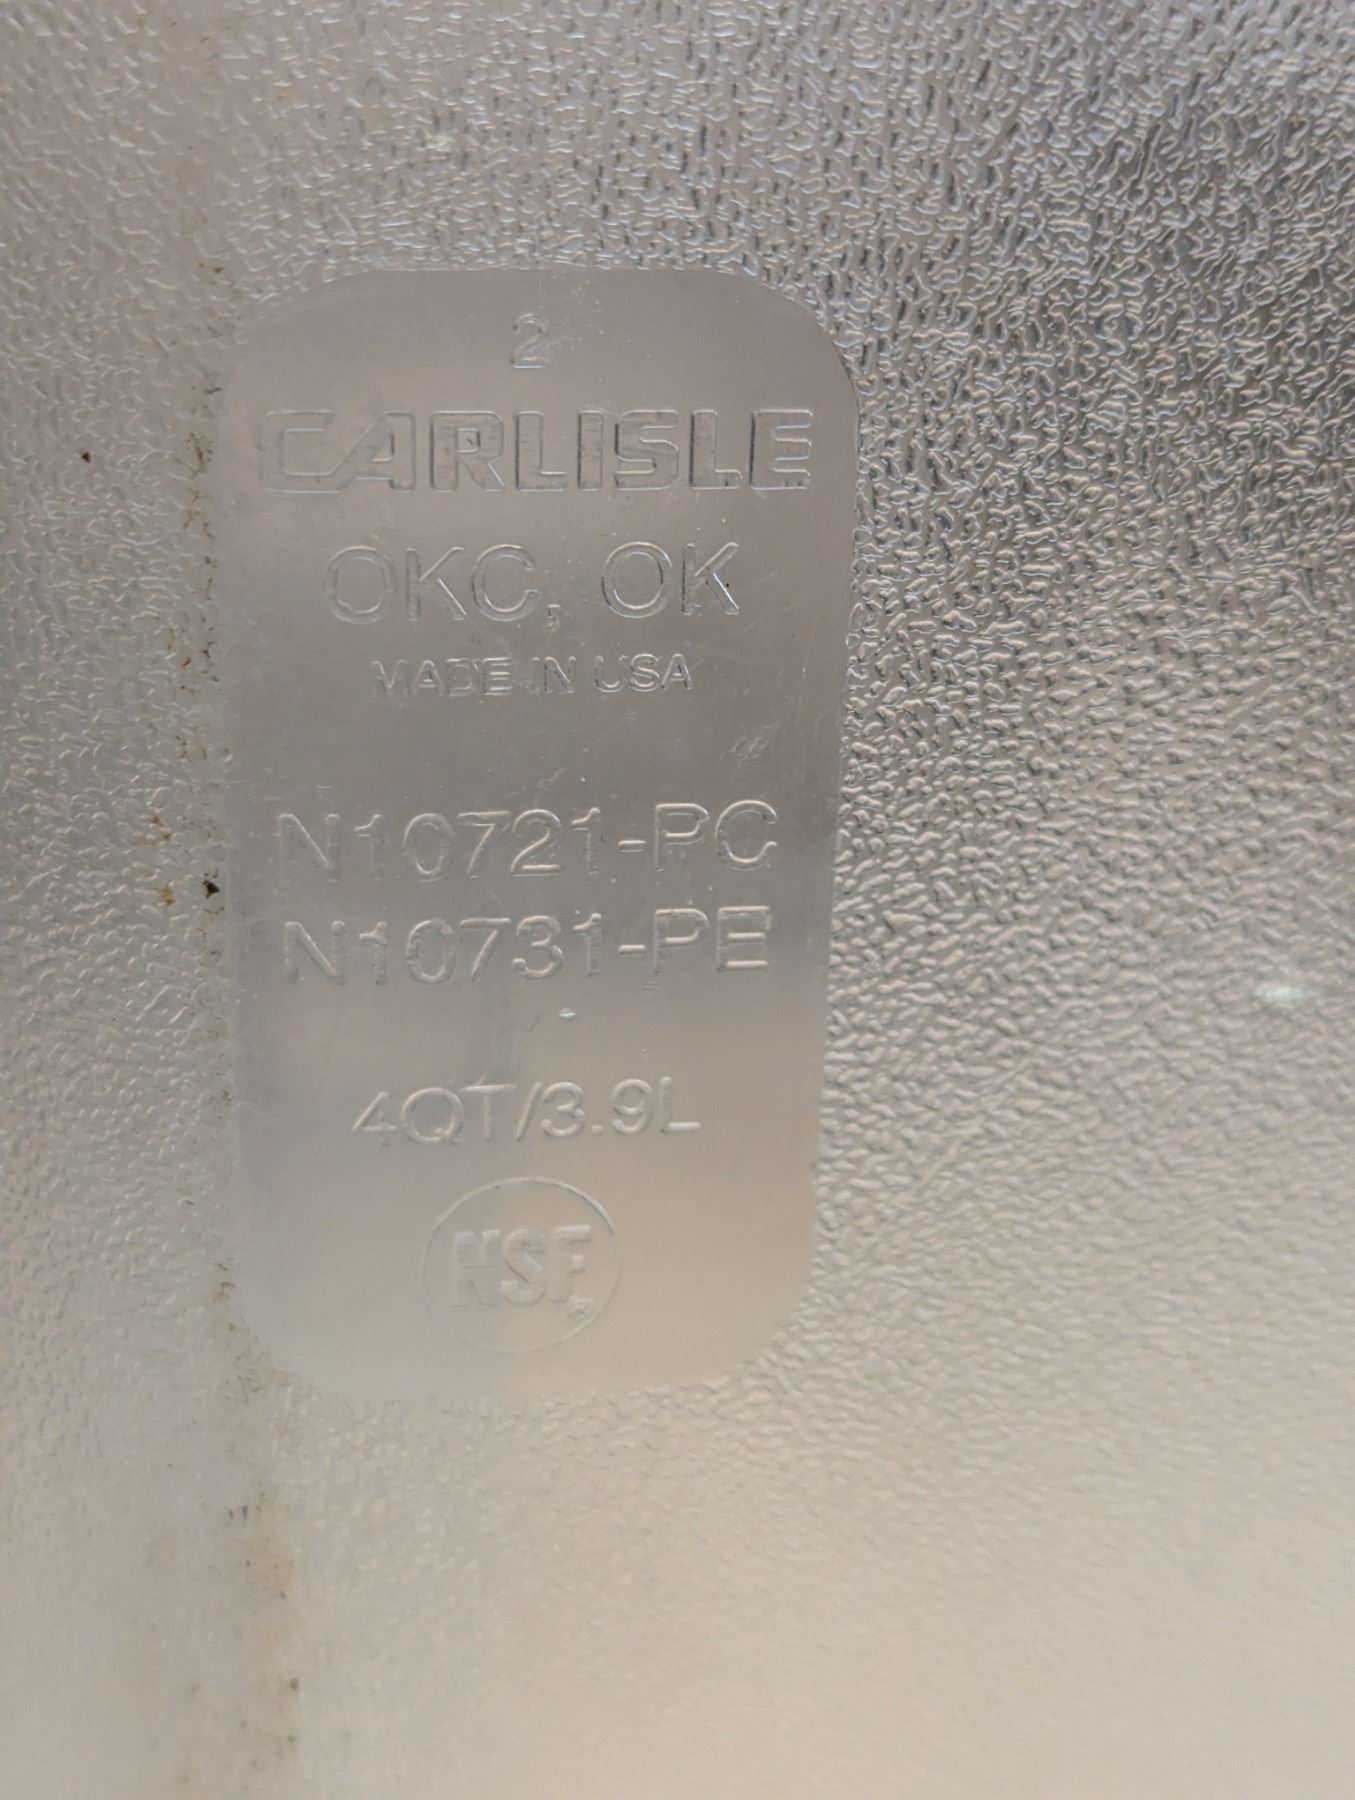 2
CARLISLE
OKC, OK
MADE IN USA
N10721-PC
N10731-PE
4QT/3.9L
NSF®